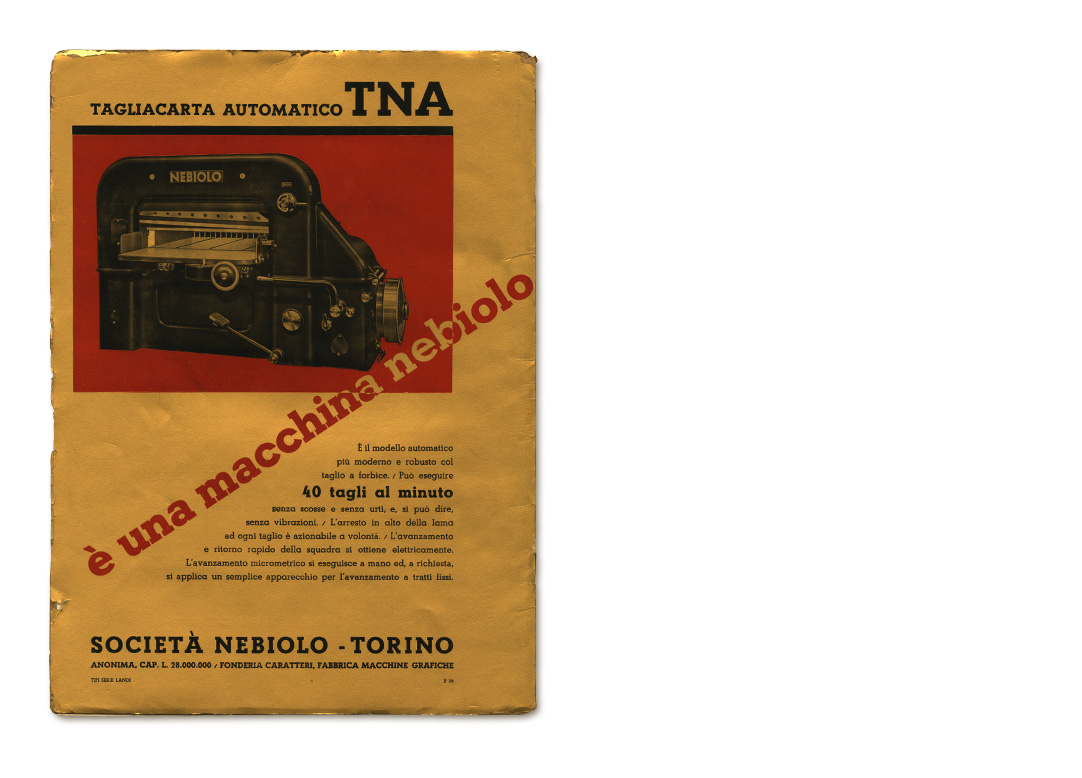 TAGLIACARTA AUTOMATICO TNA
NEBIOLO
è una macchina nebiolo
È il modello automatico
più moderno e robusto col
taglio a forbice. / Può eseguire
40 tagli al minuto
senza scosse e senza urti, e, si può dire,
senza vibrazioni. / L'arresto in alto della lama
ad ogni taglio è azionabile a volontà. / L'avanzamento
e ritorno rapido della squadra si ottiene elettricamente.
L'avanzamento micrometrico si eseguisce a mano ed, a richiesta,
si applica un semplice apparecchio per l'avanzamento a tratti fissi.
SOCIETÀ NEBIOLO - TORINO
ANONIMA, CAP. L. 28.000.000 / FONDERIA CARATTERI, FABBRICA MACCHINE GRAFICHE
TIPI SERIE LANDI